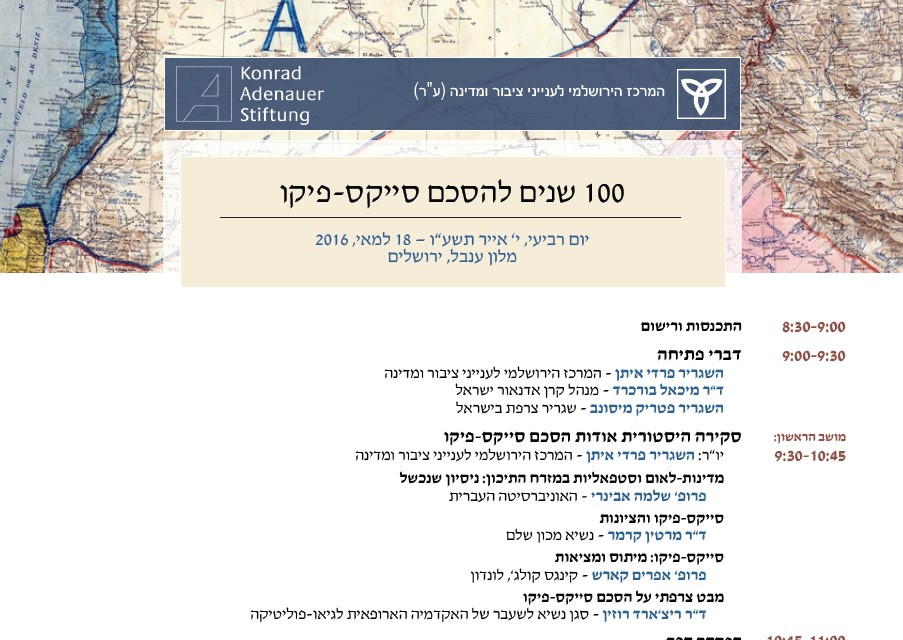 Konrad
Adenauer
Stiftung
המרכז הירושלמי לענייני ציבור ומדינה (ע"ר)
100 שנים להסכם סייקס-פיקו
יום רביעי, י' אייר תשע"ו – 18 למאי, 2016
מלון ענבל, ירושלים
8:30-9:00 התכנסות ורישום
9:00-9:30 דברי פתיחה
השגריר פרדי איתן - המרכז הירושלמי לענייני ציבור ומדינה
ד"ר מיכאל בורכרד - מנהל קרן אדנאור ישראל
השגריר פטריק מיסונב - שגריר צרפת בישראל
מושב הראשון: סקירה היסטורית אודות הסכם סייקס-פיקו
9:30-10:45 יו"ר: השגריר פרדי איתן - המרכז הירושלמי לענייני ציבור ומדינה
מדינות-לאום וסטפאליות במזרח התיכון: ניסיון שנכשל
פרופ' שלמה אבינרי - האוניברסיטה העברית
סייקס-פיקו והציונות
ד"ר מרטין קרמר - נשיא מכון שלם
סייקס-פיקו: מיתוס ומציאות
פרופ' אפרים קארש - קינגס קולג', לונדון
מבט צרפתי על הסכם סייקס-פיקו
ד"ר ריצ'ארד רוזין - סגן נשיא לשעבר של האקדמיה הארופאית לגיאו-פוליטיקה